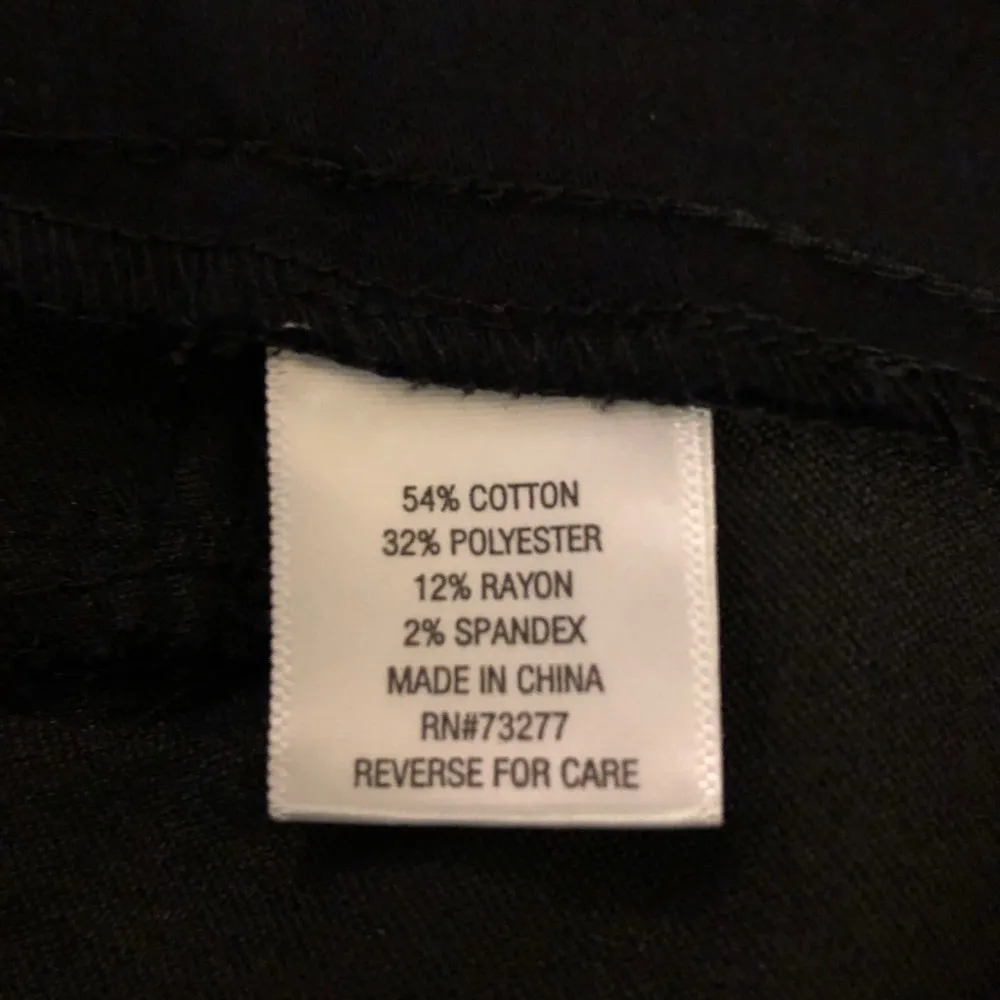 54% COTTON
32% POLYESTER
12% RAYON
2% SPANDEX
MADE IN CHINA
RN#73277
REVERSE FOR CARE